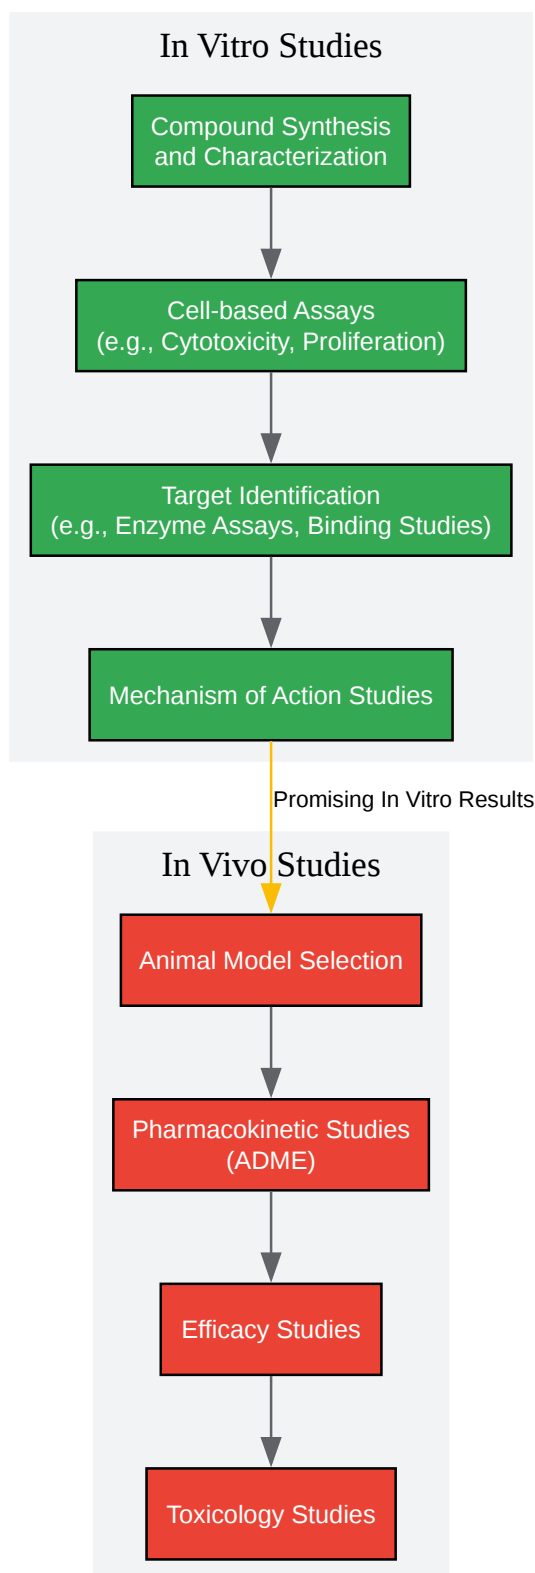 In Vitro Studies
Compound Synthesis
and Characterization
Cell-based Assays
(e.g., Cytotoxicity, Proliferation)
Target Identification
(e.g., Enzyme Assays, Binding Studies)
Mechanism of Action Studies
Promising In Vitro Results
In Vivo Studies
Animal Model Selection
Pharmacokinetic Studies
(ADME)
Efficacy Studies
Toxicology Studies